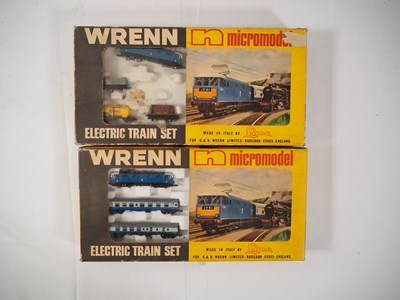 WRENN
n micromodel
ELECTRIC TRAIN SET
MADE IN ITALY BY Lima
FOR G & R WRENN LIMITED BASILDON ESSEX ENGLAND
WRENN
n micromodel
ELECTRIC TRAIN SET
MADE IN ITALY BY Lima
FOR G & R WRENN LIMITED BASILDON ESSEX ENGLAND